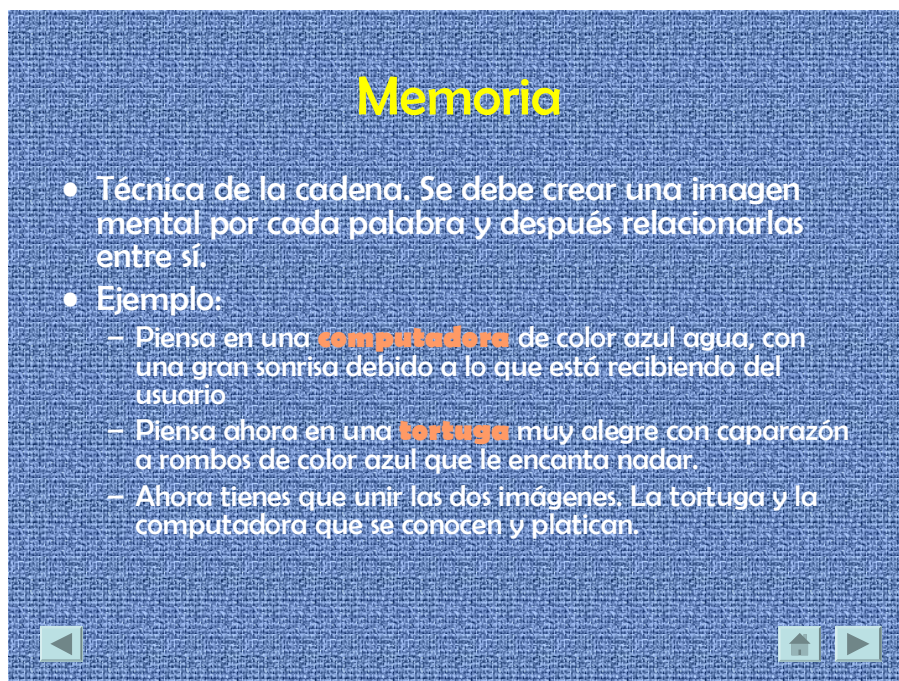 Memoria
• Técnica de la cadena. Se debe crear una imagen
mental por cada palabra y después relacionarlas
entre sí.
• Ejemplo:
– Piensa en una computadora de color azul agua, con
una gran sonrisa debido a lo que está recibiendo del
usuario
– Piensa ahora en una tortuga muy alegre con caparazón
a rombos de color azul que le encanta nadar.
– Ahora tienes que unir las dos imágenes. La tortuga y la
computadora que se conocen y platican.